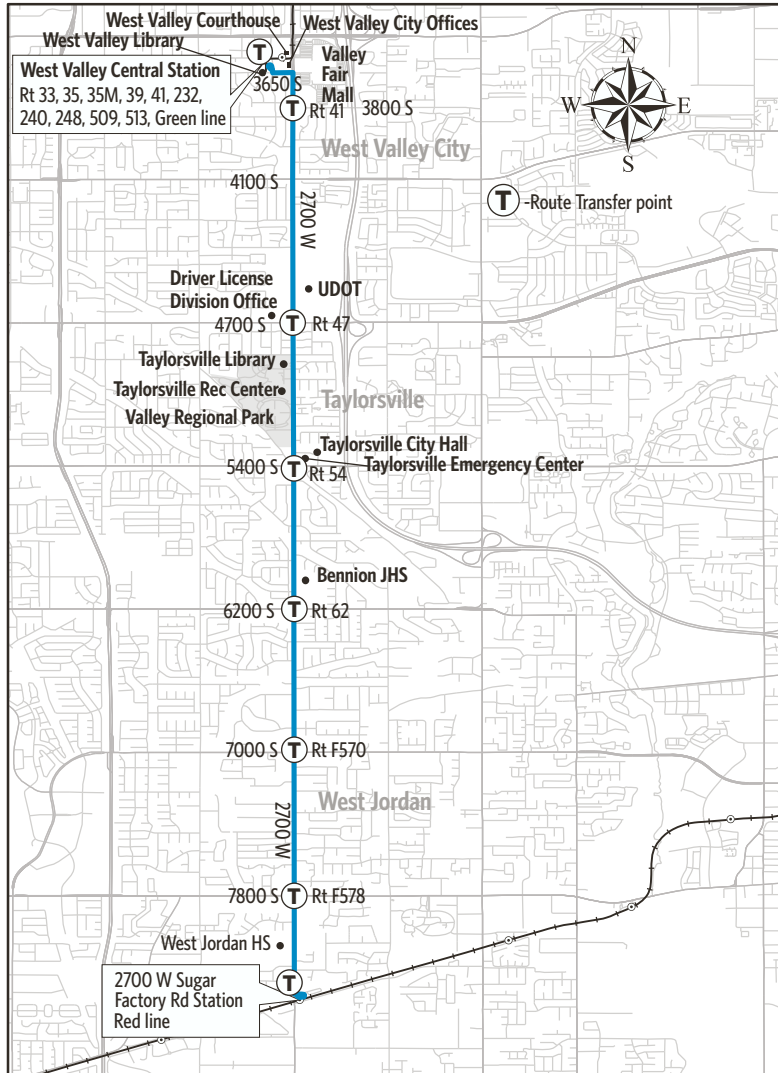 West Valley Courthouse
West Valley City Offices
West Valley Library
T
West Valley Central Station
Rt 33, 35, 35M, 39, 41, 232,
240, 248, 509, 513, Green line
Valley
Fair
Mall
3650 S
T
Rt 41
3800 S
N
W
E
S
West Valley City
4100 S
2700 W
T
-Route Transfer point
Driver License
Division Office
UDOT
4700 S
T
Rt 47
Taylorsville Library
Taylorsville Rec Center
Taylorsville
Valley Regional Park
Taylorsville City Hall
Taylorsville Emergency Center
5400 S
T
Rt 54
Bennion JHS
6200 S
T
Rt 62
7000 S
T
Rt F570
West Jordan
2700 W
7800 S
T
Rt F578
West Jordan HS
T
2700 W Sugar
Factory Rd Station
Red line